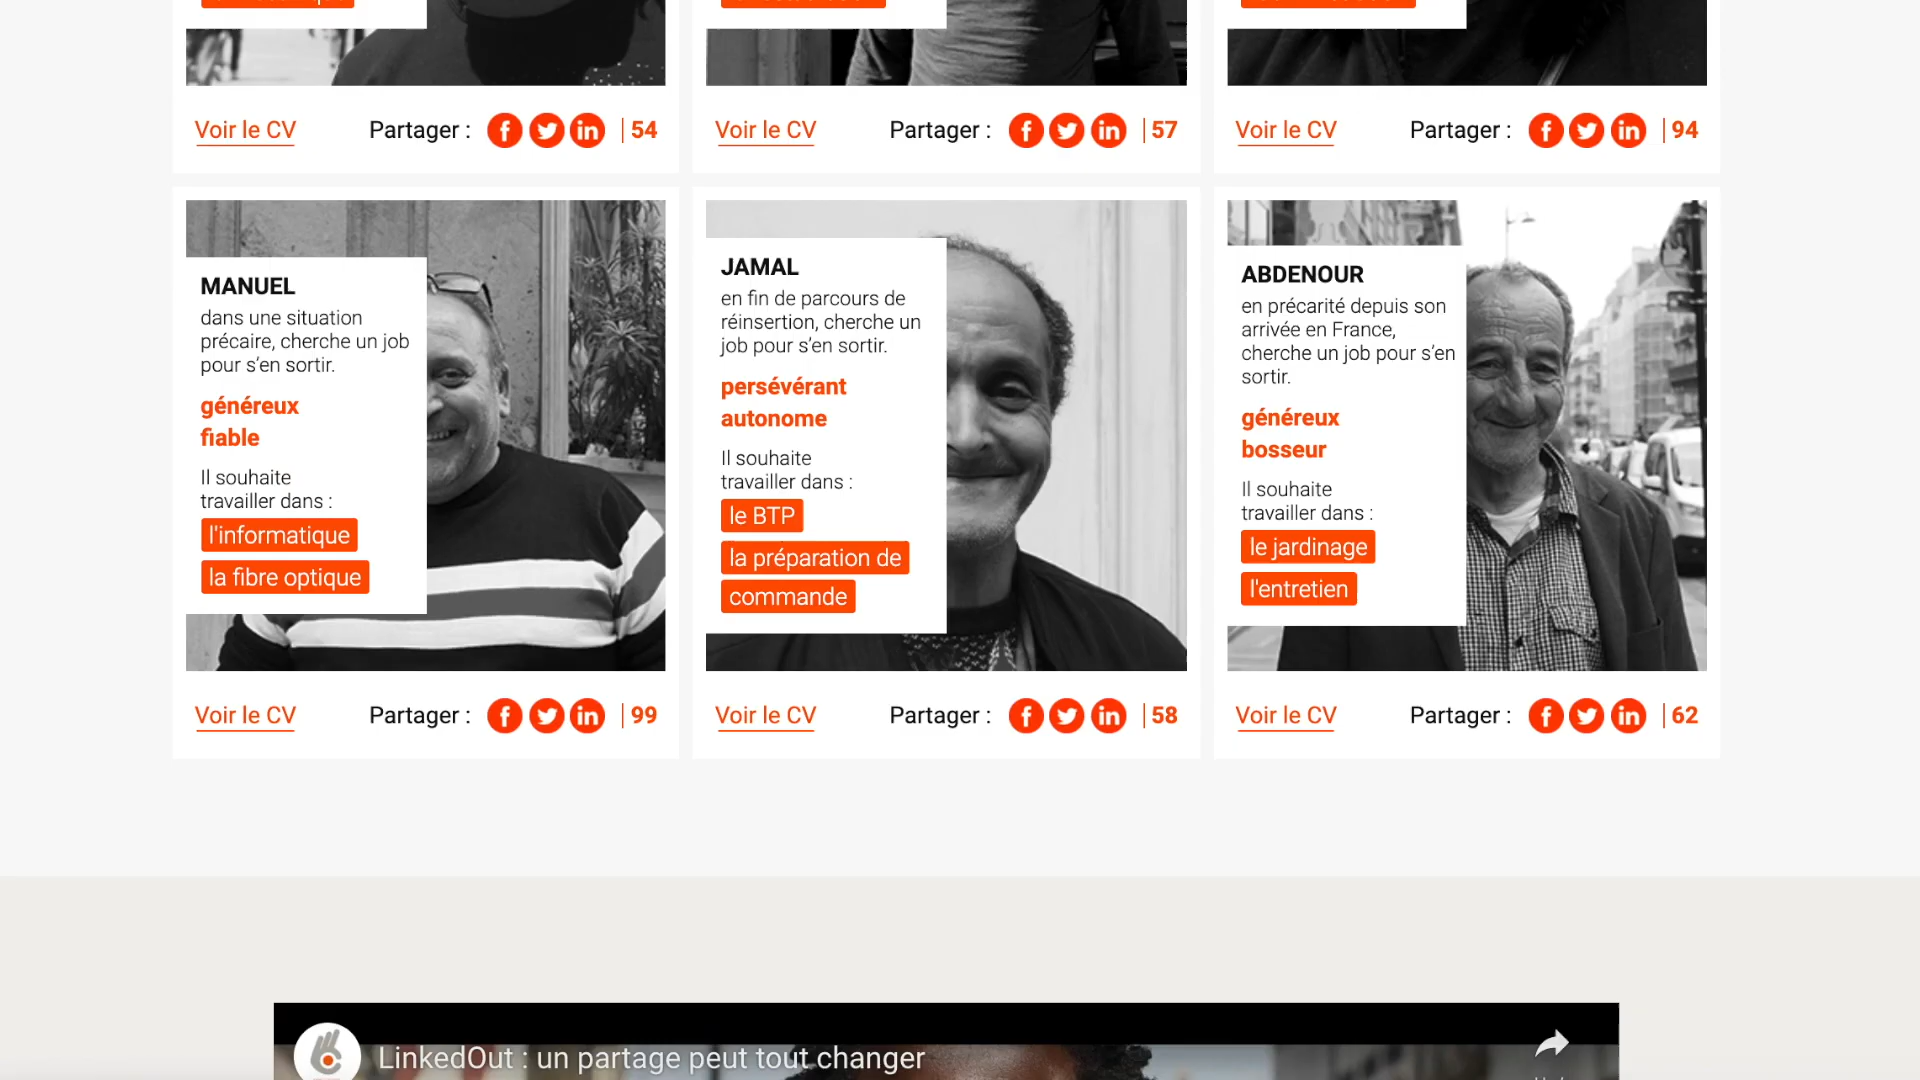 Voir le CV Partager : 54
Voir le CV Partager : 57
Voir le CV Partager : 94
MANUEL
dans une situation
précaire, cherche un job
pour s’en sortir.
généreux
fiable
Il souhaite
travailler dans :
l'informatique
la fibre optique
Voir le CV Partager : 99
JAMAL
en fin de parcours de
réinsertion, cherche un
job pour s’en sortir.
persévérant
autonome
Il souhaite
travailler dans :
le BTP
la préparation de
commande
Voir le CV Partager : 58
ABDENOUR
en précarité depuis son
arrivée en France,
cherche un job pour s’en
sortir.
généreux
bosseur
Il souhaite
travailler dans :
le jardinage
l'entretien
Voir le CV Partager : 62
LinkedOut : un partage peut tout changer